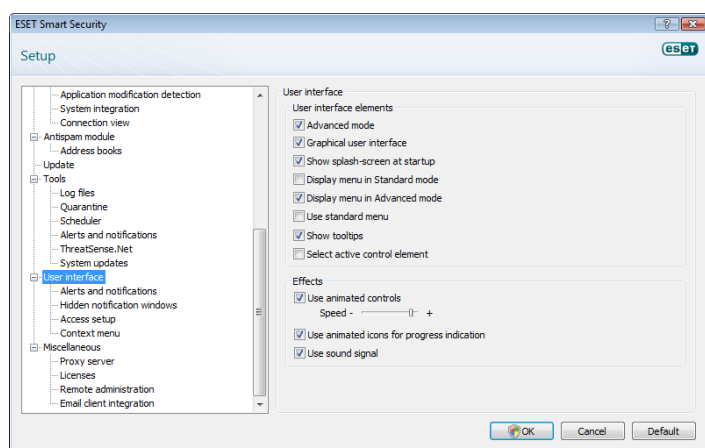 ESET Smart Security
Setup
eseT
Application modification detection
System integration
Connection view
Antispam module
Address books
Update
Tools
Log files
Quarantine
Scheduler
Alerts and notifications
ThreatSense.Net
System updates
User interface
Alerts and notifications
Hidden notification windows
Access setup
Context menu
Miscellaneous
Proxy server
Licenses
Remote administration
Email client integration
User interface
User interface elements
Advanced mode
Graphical user interface
Show splash-screen at startup
Display menu in Standard mode
Display menu in Advanced mode
Use standard menu
Show tooltips
Select active control element
Effects
Use animated controls
Speed - +
Use animated icons for progress indication
Use sound signal
OK Cancel Default